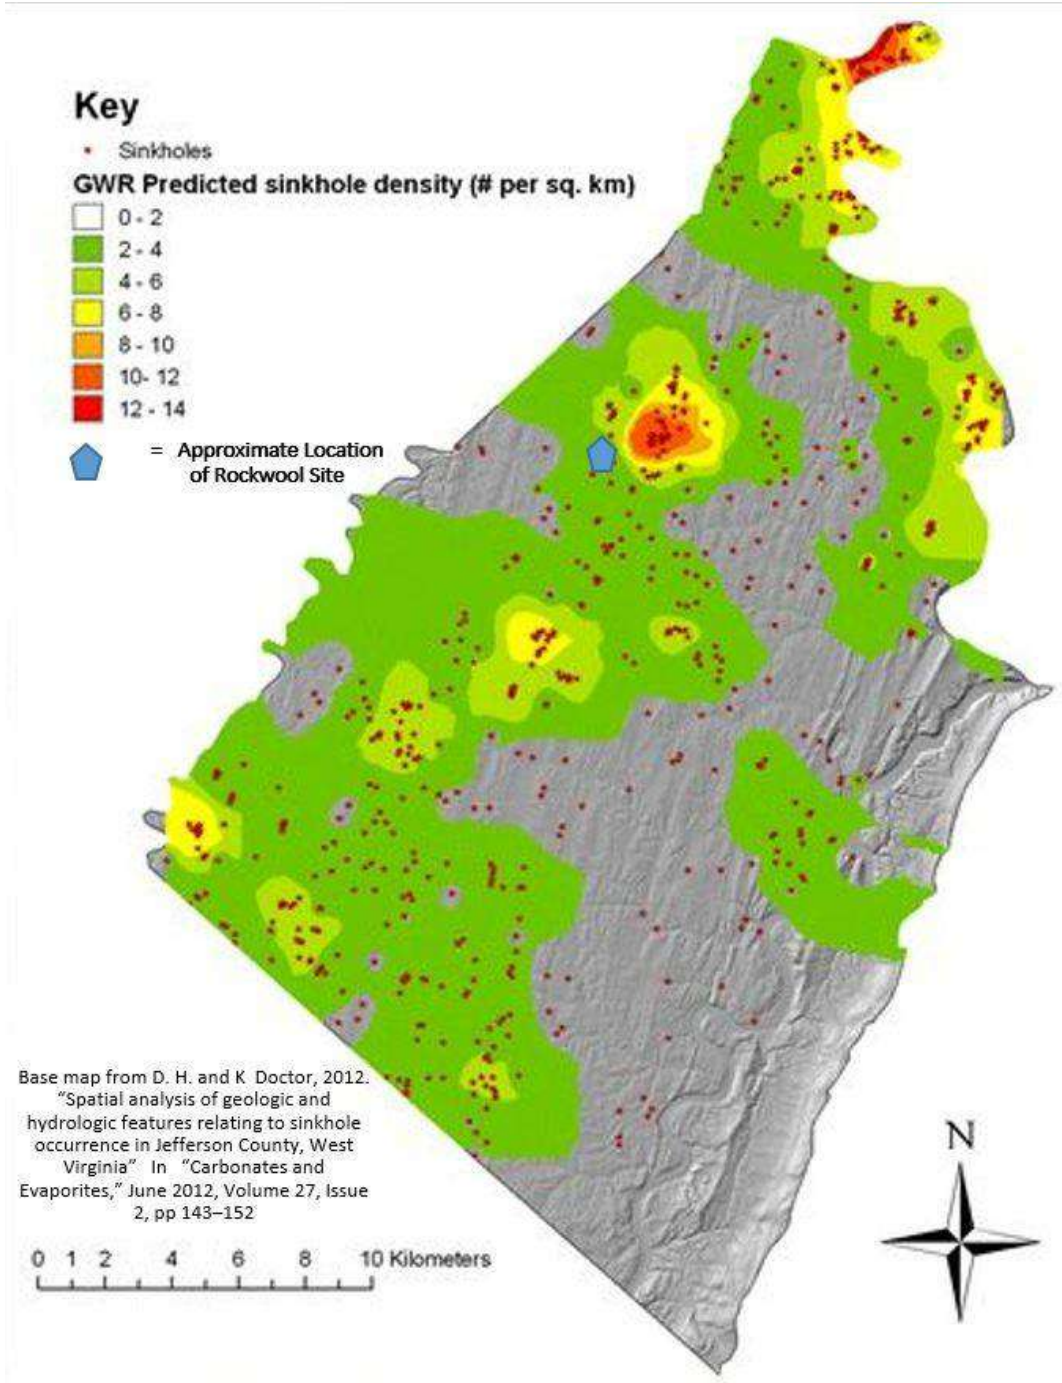 Key
Sinkholes
GWR Predicted sinkhole density (# per sq. km)
0 - 2
2 - 4
4 - 6
6 - 8
8 - 10
10- 12
12 - 14
= Approximate Location
of Rockwool Site
Base map from D. H. and K Doctor, 2012.
“Spatial analysis of geologic and
hydrologic features relating to sinkhole
occurrence in Jefferson County, West
Virginia” In “Carbonates and
Evaporites,” June 2012, Volume 27, Issue
2, pp 143–152
N
0 1 2 4 6 8 10 Kilometers